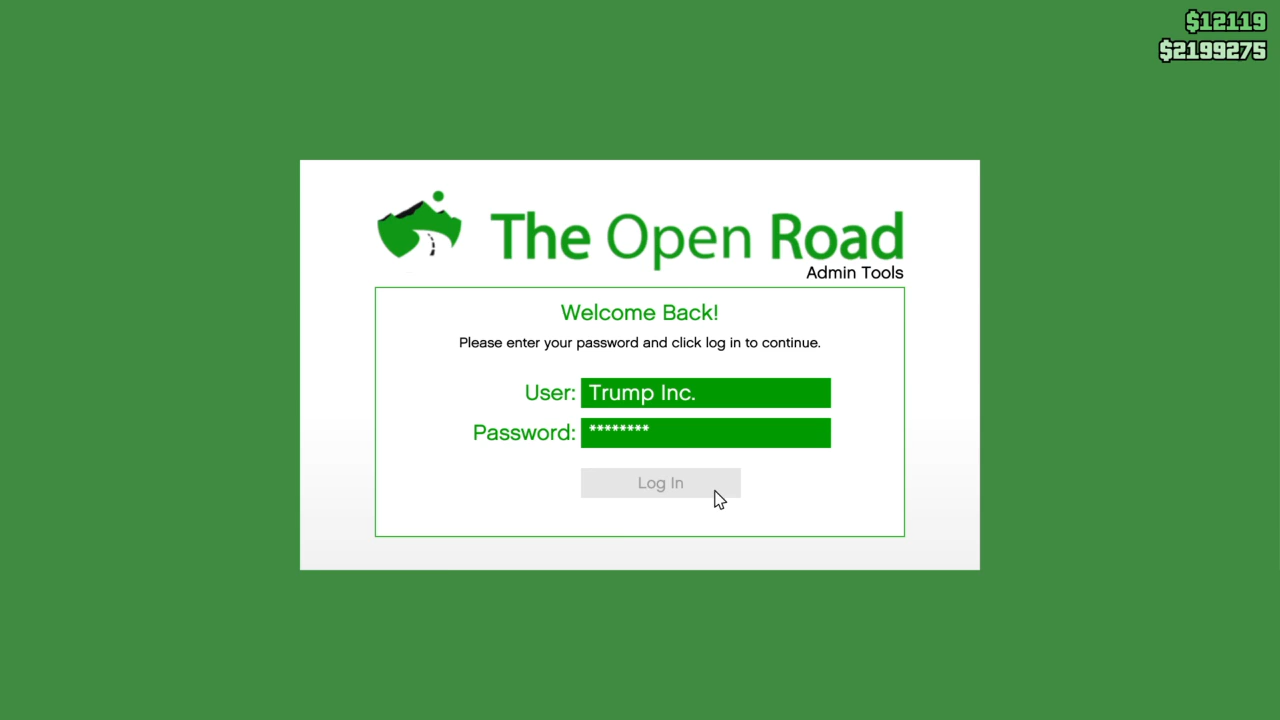 $12119
$2199275
The Open Road
Admin Tools
Welcome Back!
Please enter your password and click log in to continue.
User: Trump Inc.
Password: ********
Log In